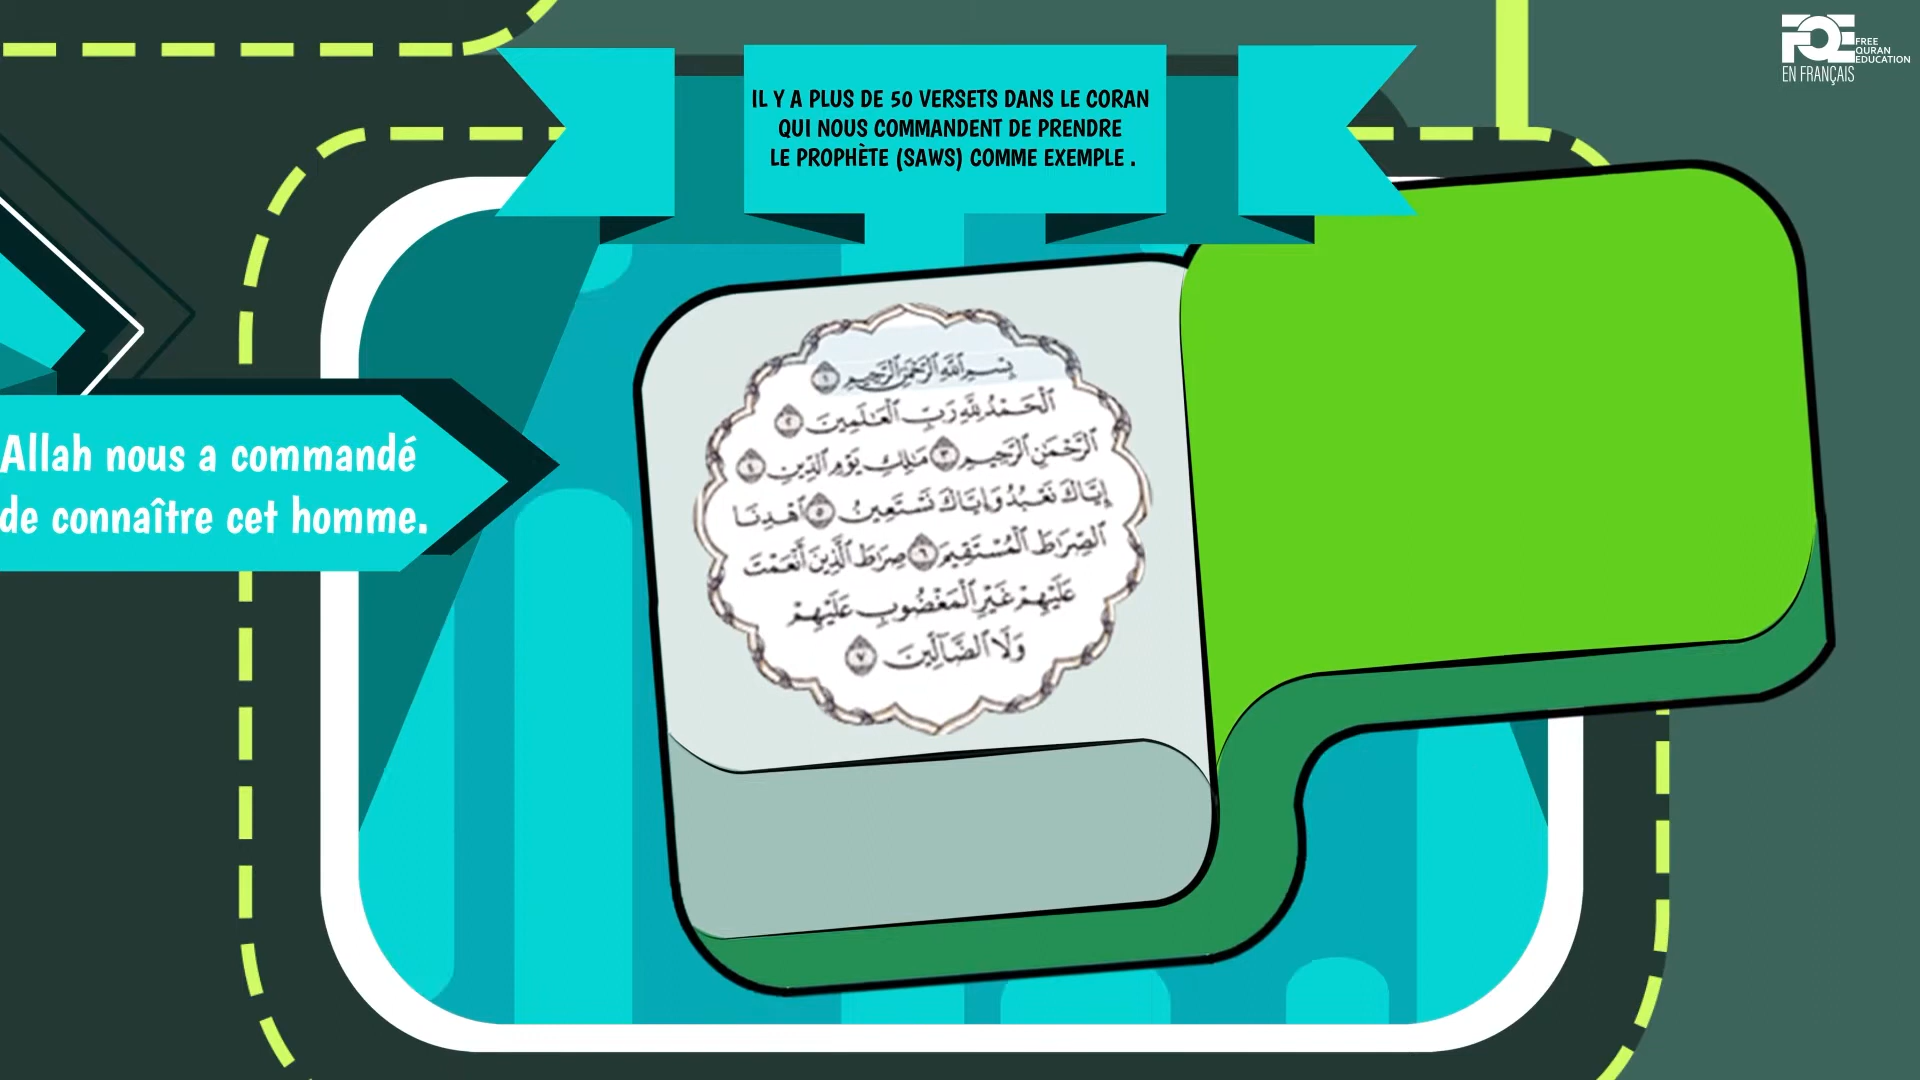 FQE
FREE
QURAN
EDUCATION
EN FRANÇAIS
IL Y A PLUS DE 50 VERSETS DANS LE CORAN
QUI NOUS COMMANDENT DE PRENDRE
LE PROPHÈTE (SAWS) COMME EXEMPLE .
Allah nous a commandé
de connaître cet homme.
بِسْمِ ٱللَّهِ ٱلرَّحْمَٰنِ ٱلرَّحِيمِ ١
ٱلْحَمْدُ لِلَّهِ رَبِّ ٱلْعَٰلَمِينَ ٢
ٱلرَّحْمَٰنِ ٱلرَّحِيمِ ٣ مَٰلِكِ يَوْمِ ٱلدِّينِ ٤
إِيَّاكَ نَعْبُدُ وَإِيَّاكَ نَسْتَعِينُ ٥ ٱهْدِنَا
ٱلصِّرَٰطَ ٱلْمُسْتَقِيمَ ٦ صِرَٰطَ ٱلَّذِينَ أَنْعَمْتَ
عَلَيْهِمْ غَيْرِ ٱلْمَغْضُوبِ عَلَيْهِمْ
وَلَا ٱلضَّآلِّينَ ٧